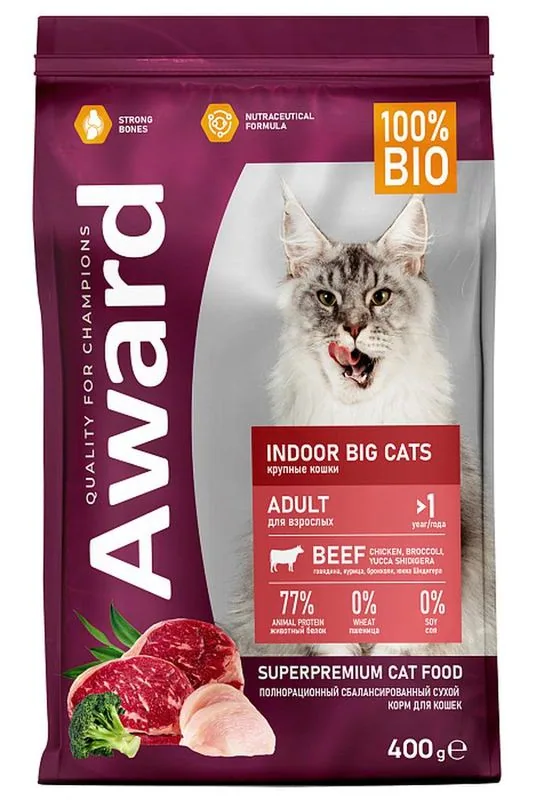 STRONG
BONES
NUTRACEUTICAL
FORMULA
100%
BIO
QUALITY FOR CHAMPIONS
Award
INDOOR BIG CATS
крупные кошки
ADULT
для взрослых
>1
year/года
BEEF
CHICKEN, BROCCOLI,
YUCCA SHIDIGERA
говядина, курица, брокколи, юкка Шидигера
77%
ANIMAL PROTEIN
животный белок
0%
WHEAT
пшеница
0%
SOY
соя
SUPERPREMIUM CAT FOOD
ПОЛНОРАЦИОННЫЙ СБАЛАНСИРОВАННЫЙ СУХОЙ
КОРМ ДЛЯ КОШЕК
400g℮